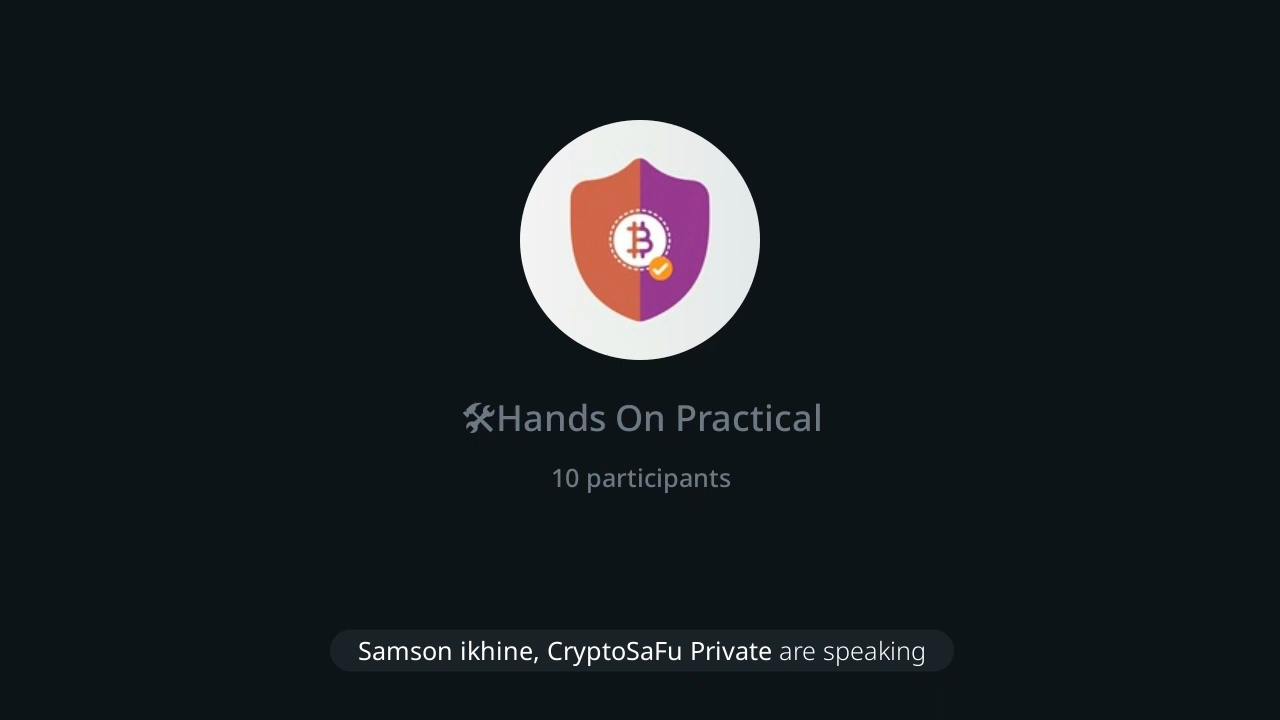 🛠Hands On Practical
10 participants
Samson ikhine, CryptoSaFu Private are speaking